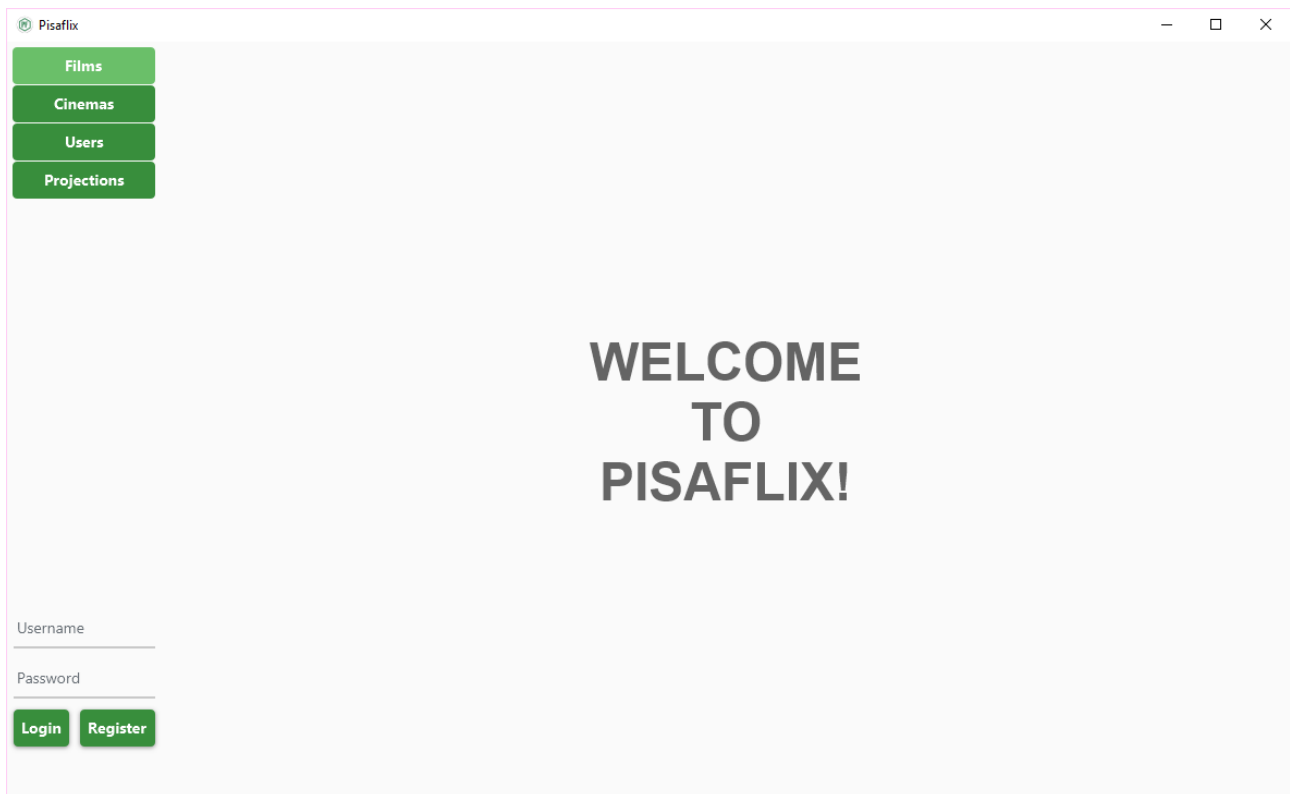 Pisaflix
Films
Cinemas
Users
Projections
WELCOME
TO
PISAFLIX!
Username
Password
Login Register